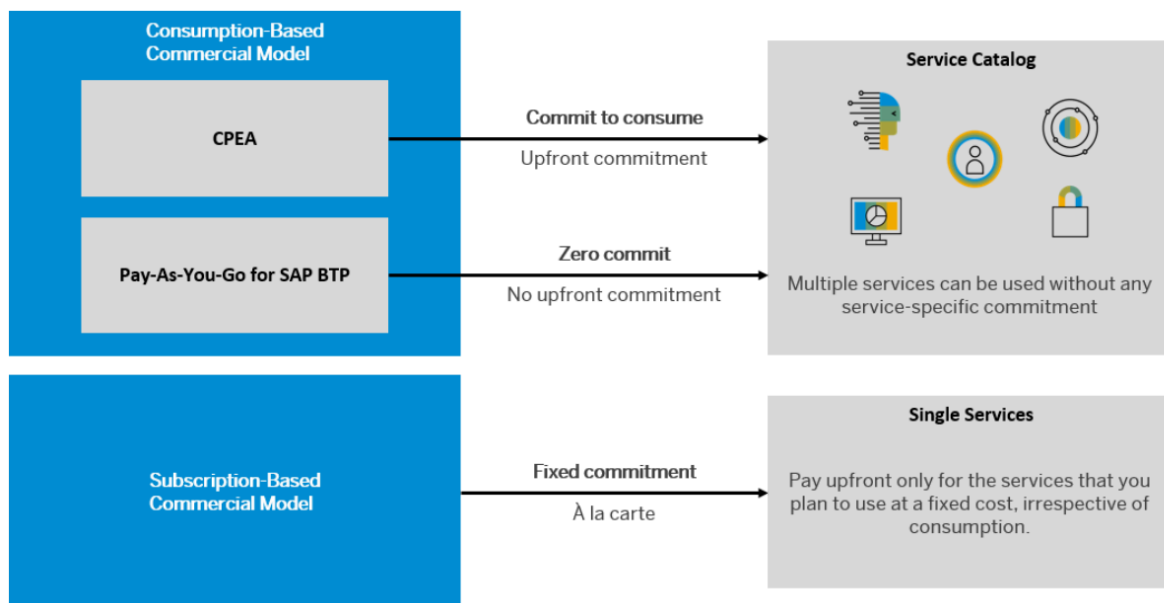 Consumption-Based
Commercial Model
CPEA
Commit to consume
Upfront commitment
Pay-As-You-Go for SAP BTP
Zero commit
No upfront commitment
Service Catalog
Multiple services can be used without any
service-specific commitment
Subscription-Based
Commercial Model
Fixed commitment
À la carte
Single Services
Pay upfront only for the services that you
plan to use at a fixed cost, irrespective of
consumption.